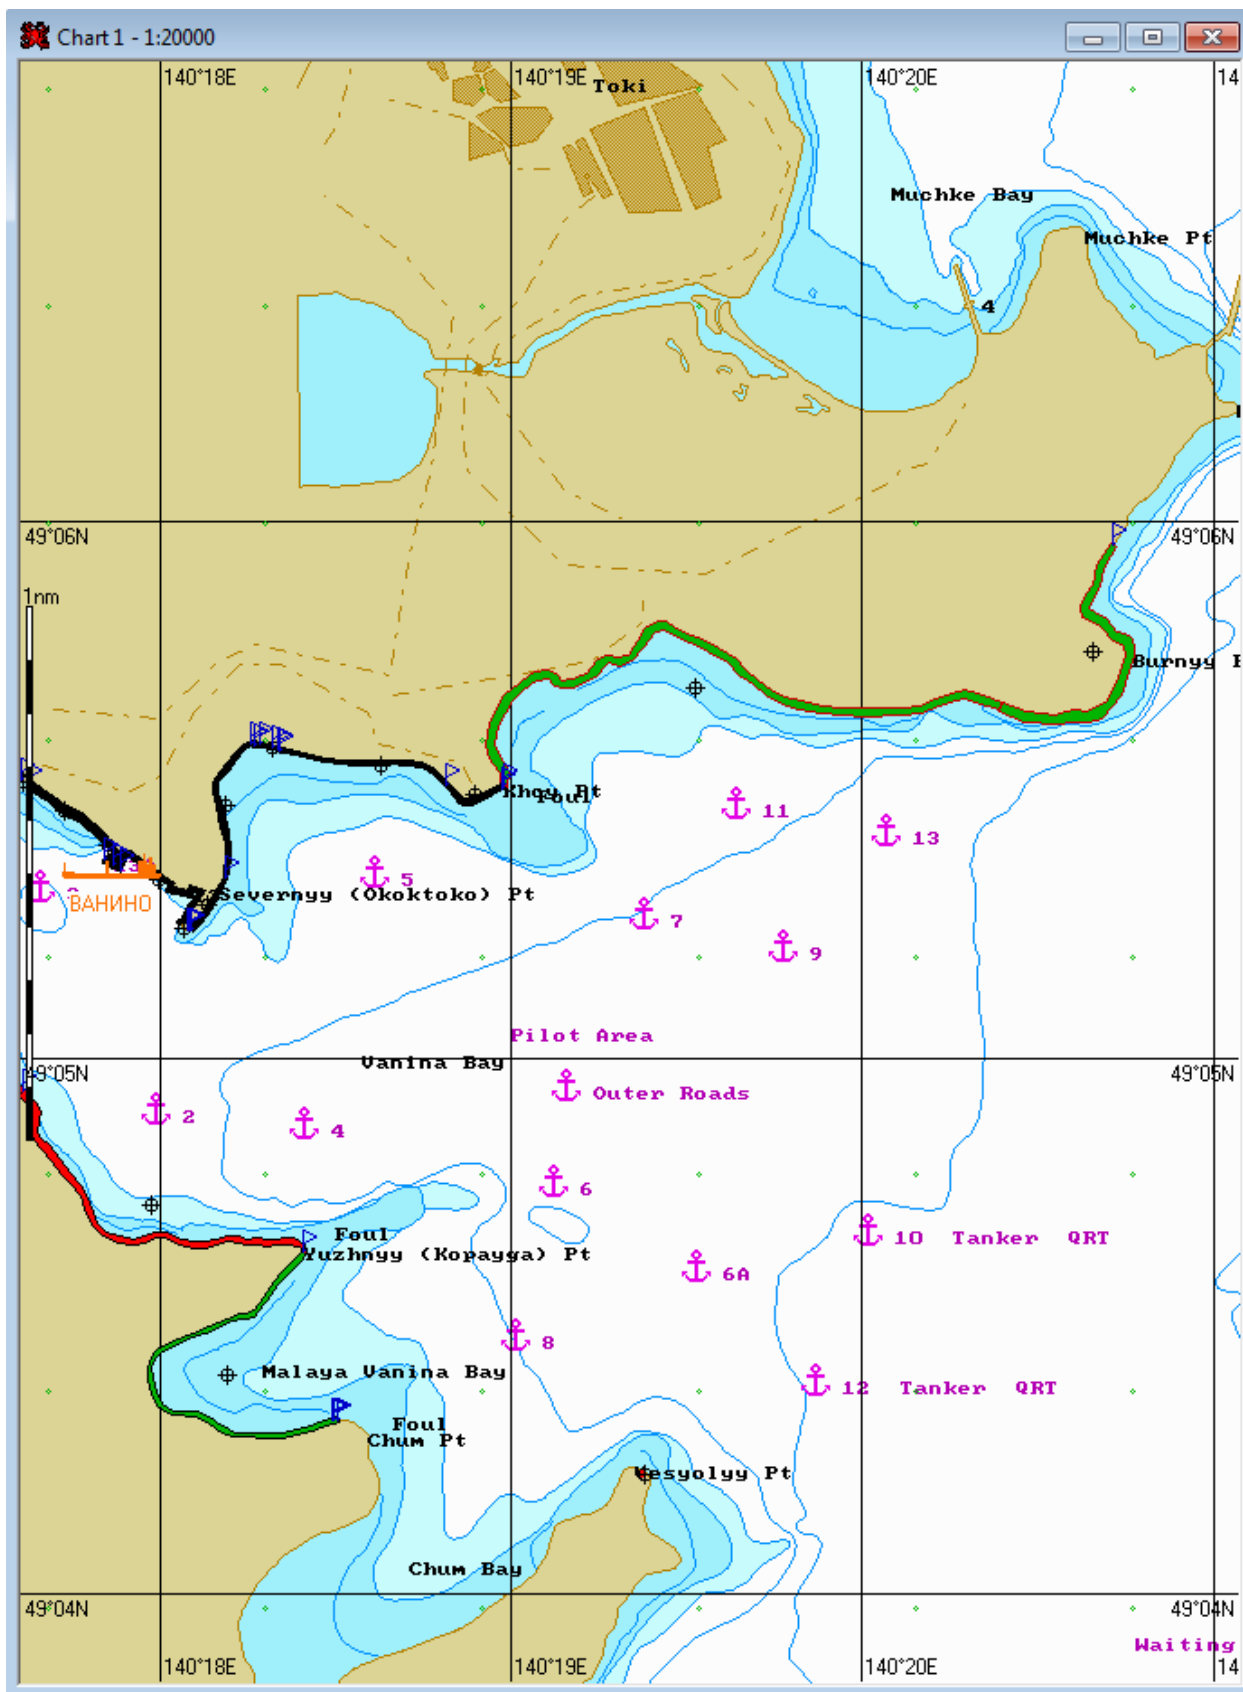 Chart 1 - 1:20000
140°18E
140°19E
Toki
140°20E
14
Muchke Bay
Muchke Pt
4
49°06N
49°06N
1nm
Burnyy
Khoy Pt
Foul
11
13
5
Severnyy (Okoktoko) Pt
ВАНИНО
7
9
Pilot Area
Vanina Bay
49°05N
49°05N
Outer Roads
2
4
6
Foul
Yuzhnyy (Kopayga) Pt
10 Tanker QRT
6A
8
Malaya Vanina Bay
12 Tanker QRT
Foul
Chum Pt
Vesyolyy Pt
Chum Bay
49°04N
49°04N
Waiting
140°18E
140°19E
140°20E
14